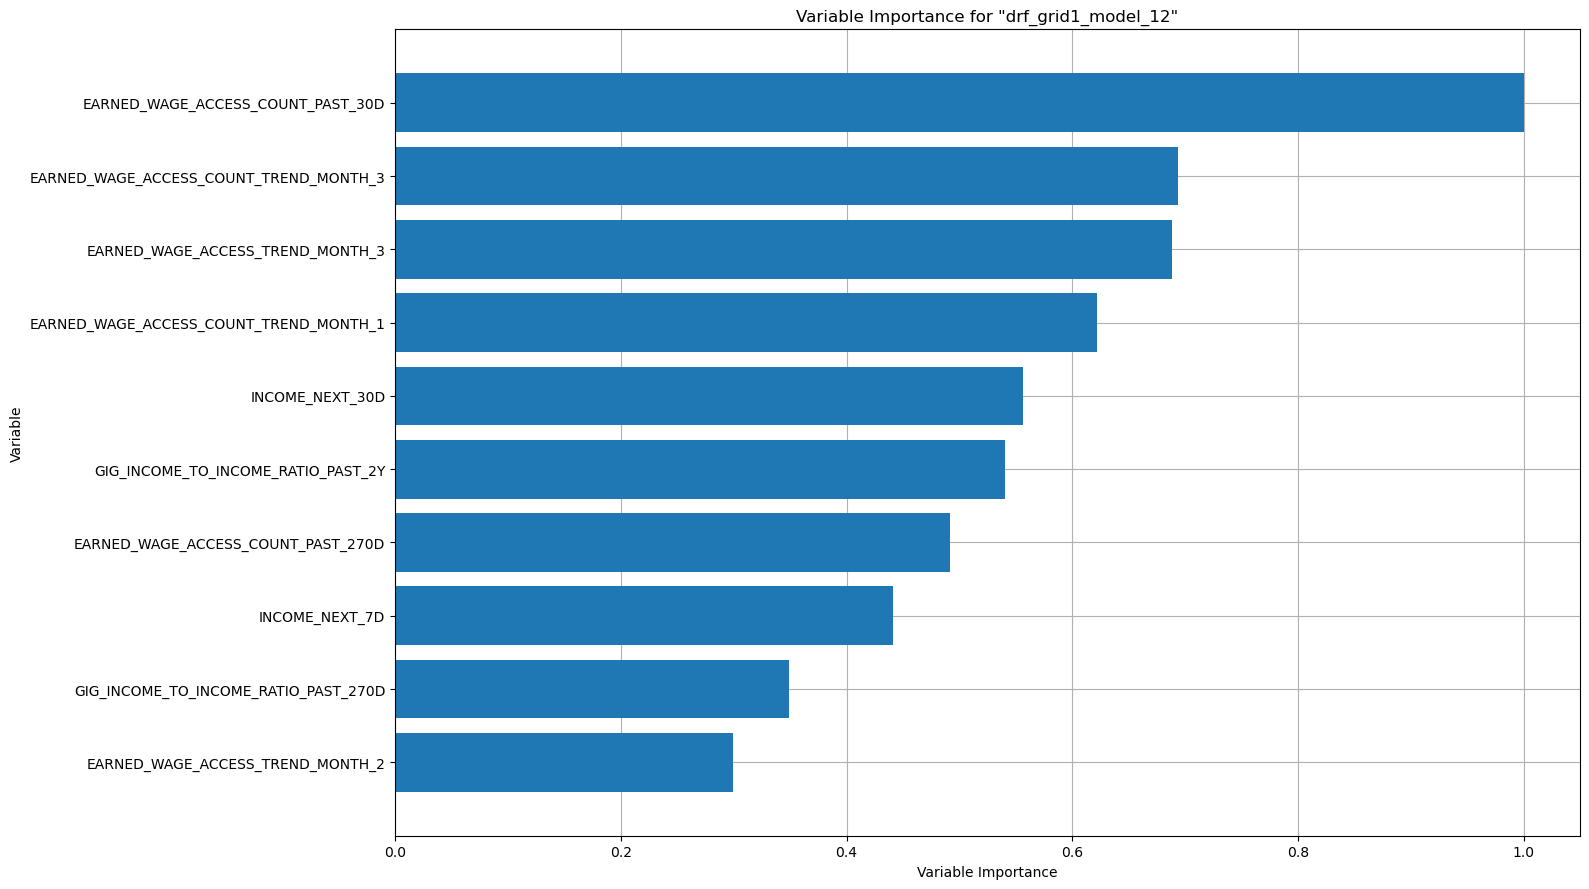 Variable Importance for "drf_grid1_model_12"
Variable
EARNED_WAGE_ACCESS_COUNT_PAST_30D
EARNED_WAGE_ACCESS_COUNT_TREND_MONTH_3
EARNED_WAGE_ACCESS_TREND_MONTH_3
EARNED_WAGE_ACCESS_COUNT_TREND_MONTH_1
INCOME_NEXT_30D
GIG_INCOME_TO_INCOME_RATIO_PAST_2Y
EARNED_WAGE_ACCESS_COUNT_PAST_270D
INCOME_NEXT_7D
GIG_INCOME_TO_INCOME_RATIO_PAST_270D
EARNED_WAGE_ACCESS_TREND_MONTH_2
0.0 0.2 0.4 0.6 0.8 1.0
Variable Importance